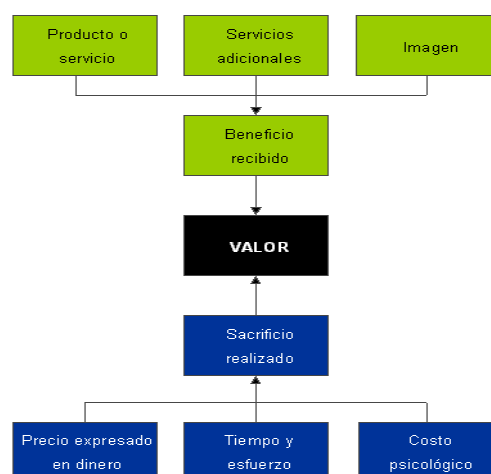 Producto o
servicio
Servicios
adicionales
Imagen
Beneficio
recibido
VALOR
Sacrificio
realizado
Precio expresado
en dinero
Tiempo y
esfuerzo
Costo
psicológico